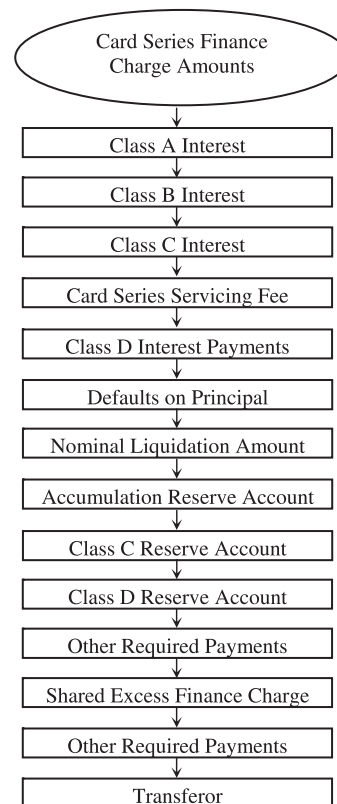 Card Series Finance
Charge Amounts
Class A Interest
Class B Interest
Class C Interest
Card Series Servicing Fee
Class D Interest Payments
Defaults on Principal
Nominal Liquidation Amount
Accumulation Reserve Account
Class C Reserve Account
Class D Reserve Account
Other Required Payments
Shared Excess Finance Charge
Other Required Payments
Transferor